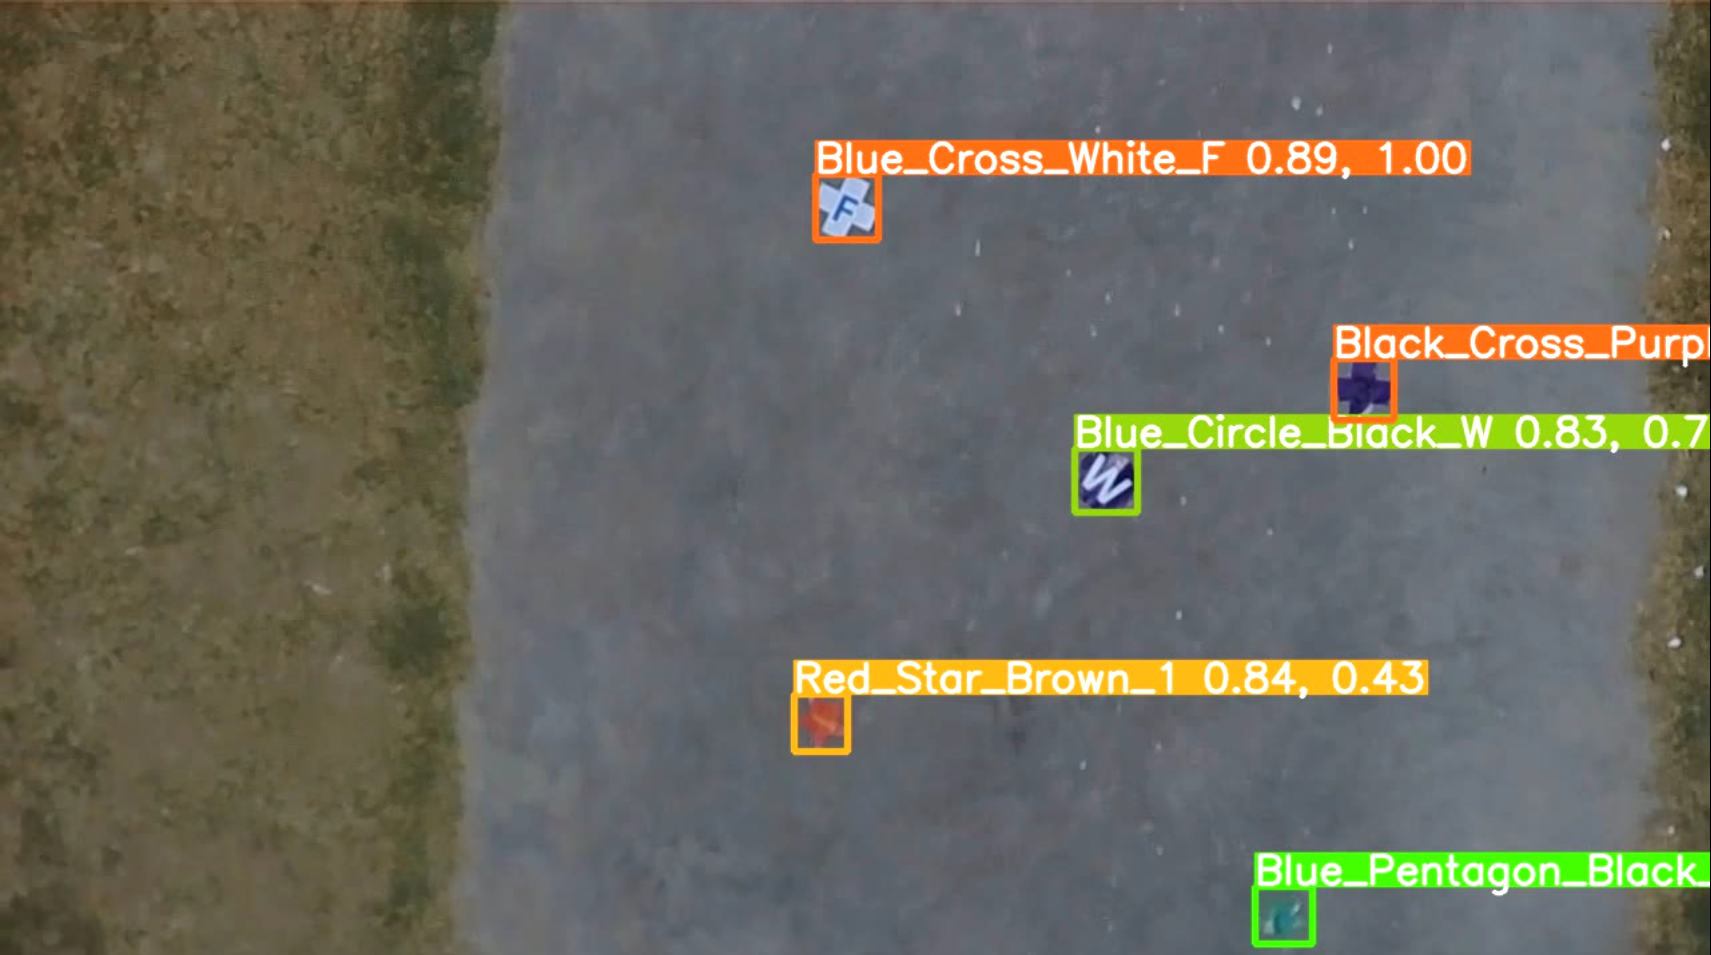 Blue_Cross_White_F 0.89, 1.00
F
Black_Cross_Purp
Blue_Circle_Black_W 0.83, 0.7
W
Red_Star_Brown_1 0.84, 0.43
Blue_Pentagon_Black_